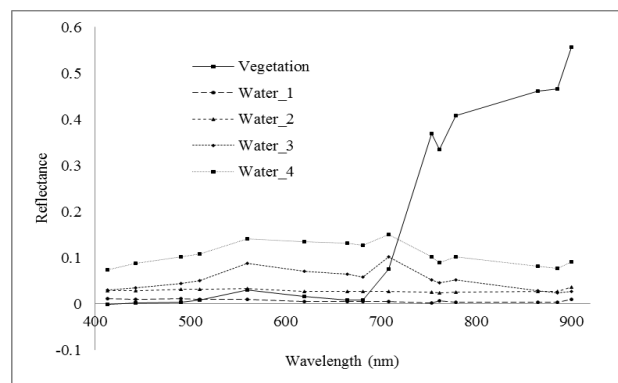 0.6
0.5
0.4
0.3
0.2
0.1
0
-0.1
Reflectance
Vegetation
Water_1
Water_2
Water_3
Water_4
400 500 600 700 800 900
Wavelength (nm)